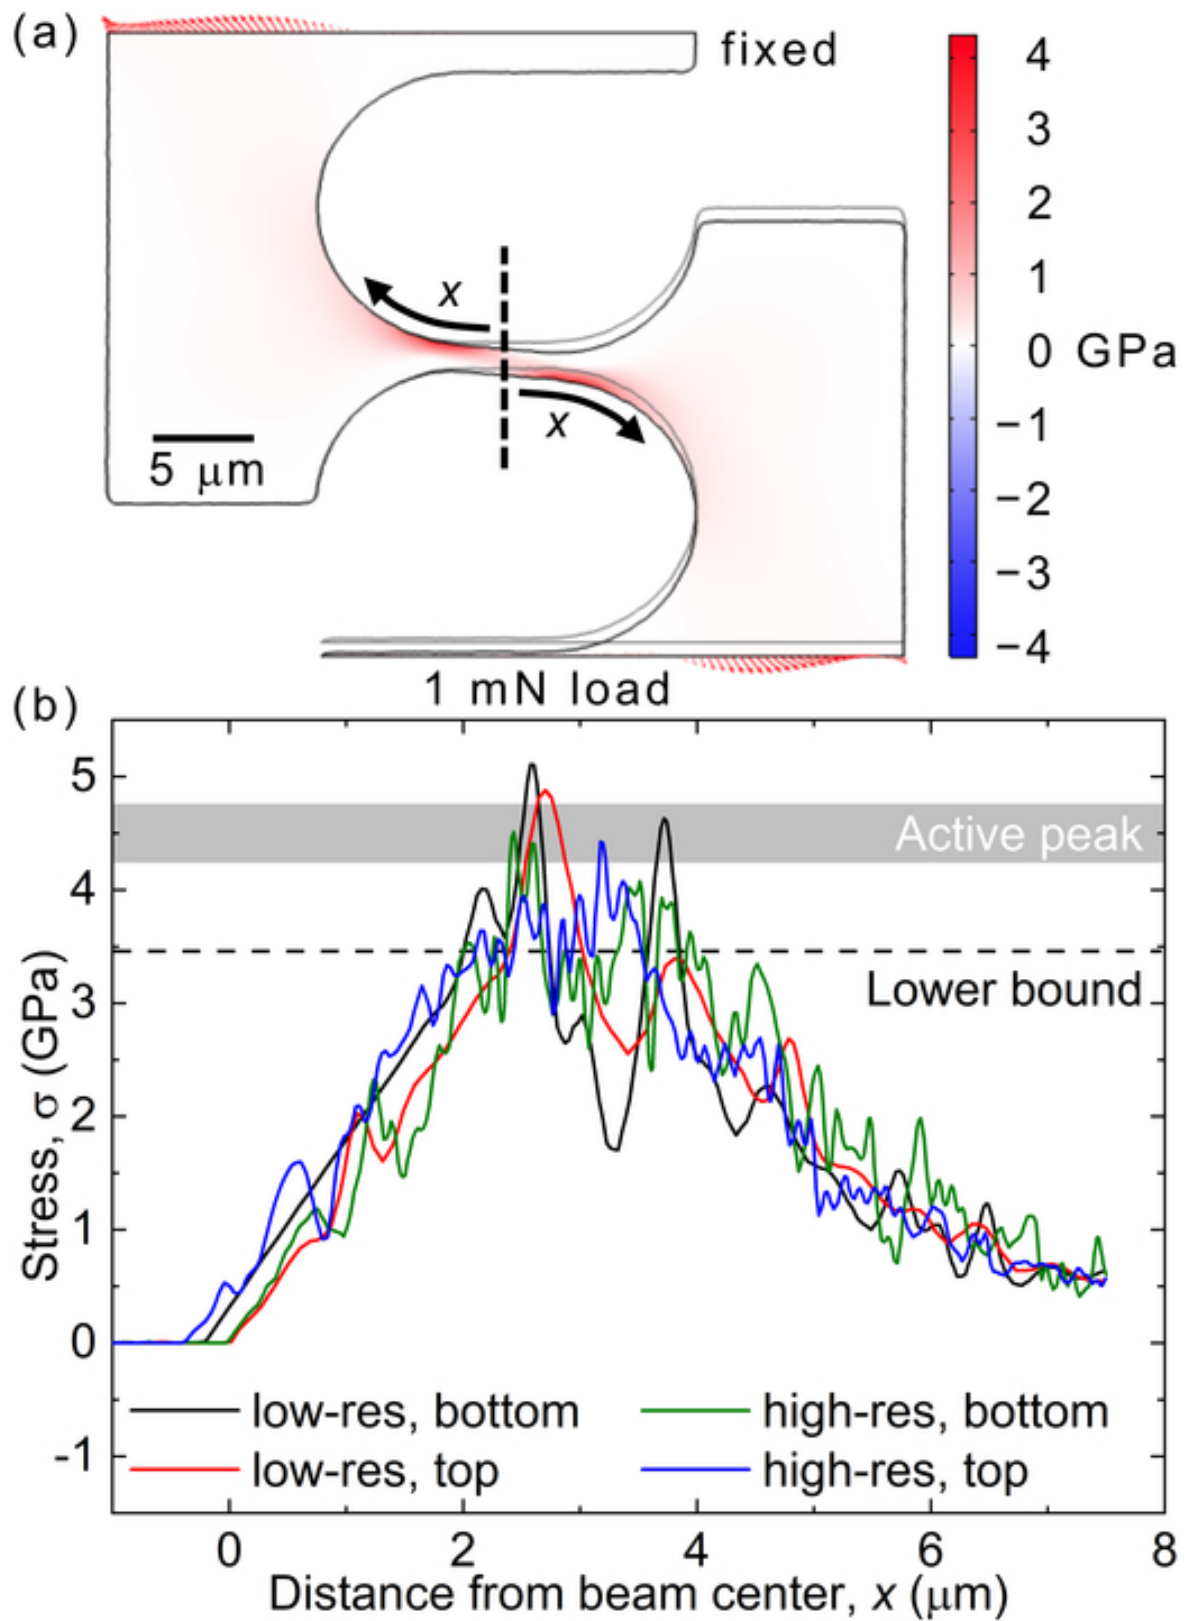 (a)
fixed
4
3
2
1
0 GPa
−1
−2
−3
−4
x
x
5 μm
1 mN load
(b)
5
4
3
2
1
0
-1
Stress, σ (GPa)
Active peak
Lower bound
low-res, bottom
high-res, bottom
low-res, top
high-res, top
0 2 4 6 8
Distance from beam center, x (μm)